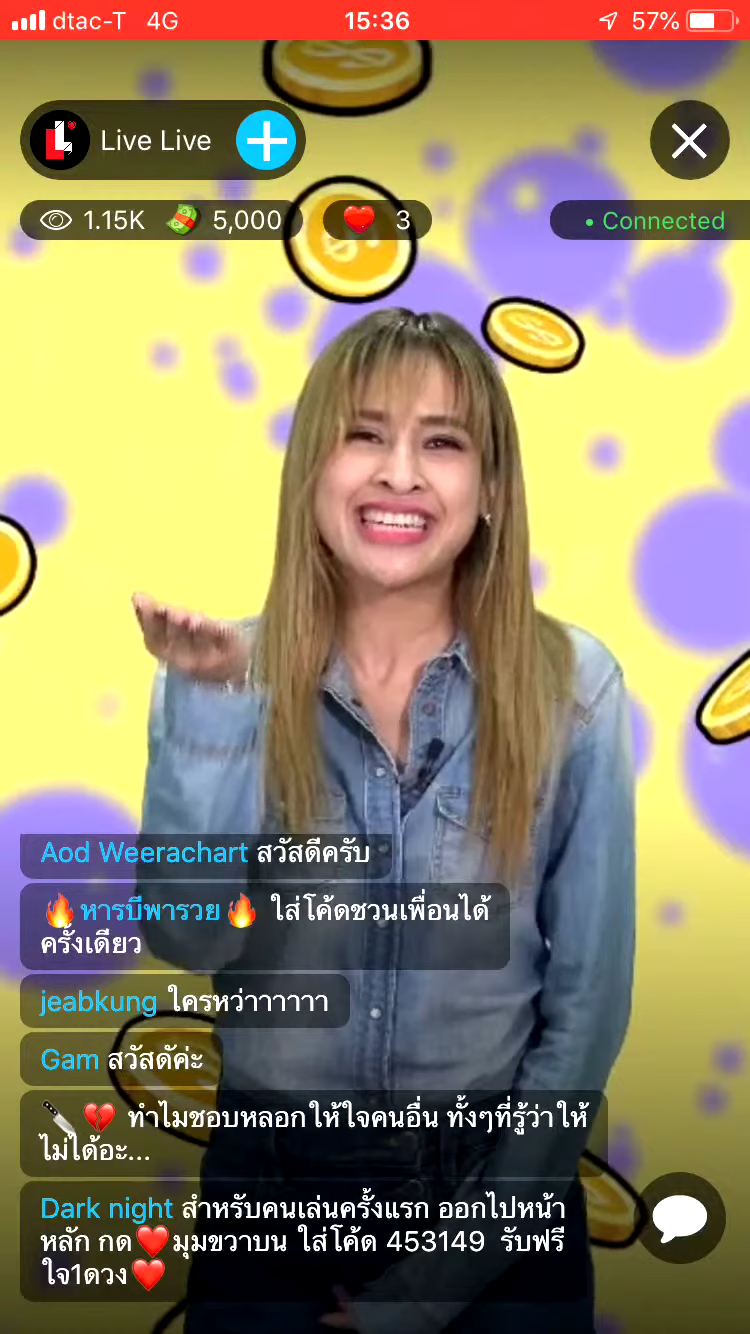 dtac-T 4G 15:36 57%
Live Live
1.15K 5,000 3 • Connected
Aod Weerachart สวัสดีครับ
🔥หารบีพารวย🔥 ใส่โค้ดชวนเพื่อนได้
ครั้งเดียว
jeabkung ใครหว่าาาาาา
Gam สวัสดัค่ะ
🔪💔 ทำไมชอบหลอกให้ใจคนอื่น ทั้งๆที่รู้ว่าให้
ไม่ได้อะ...
Dark night สำหรับคนเล่นครั้งแรก ออกไปหน้า
หลัก กด❤️มุมขวาบน ใส่โค้ด 453149 รับฟรี
ใจ1ดวง❤️